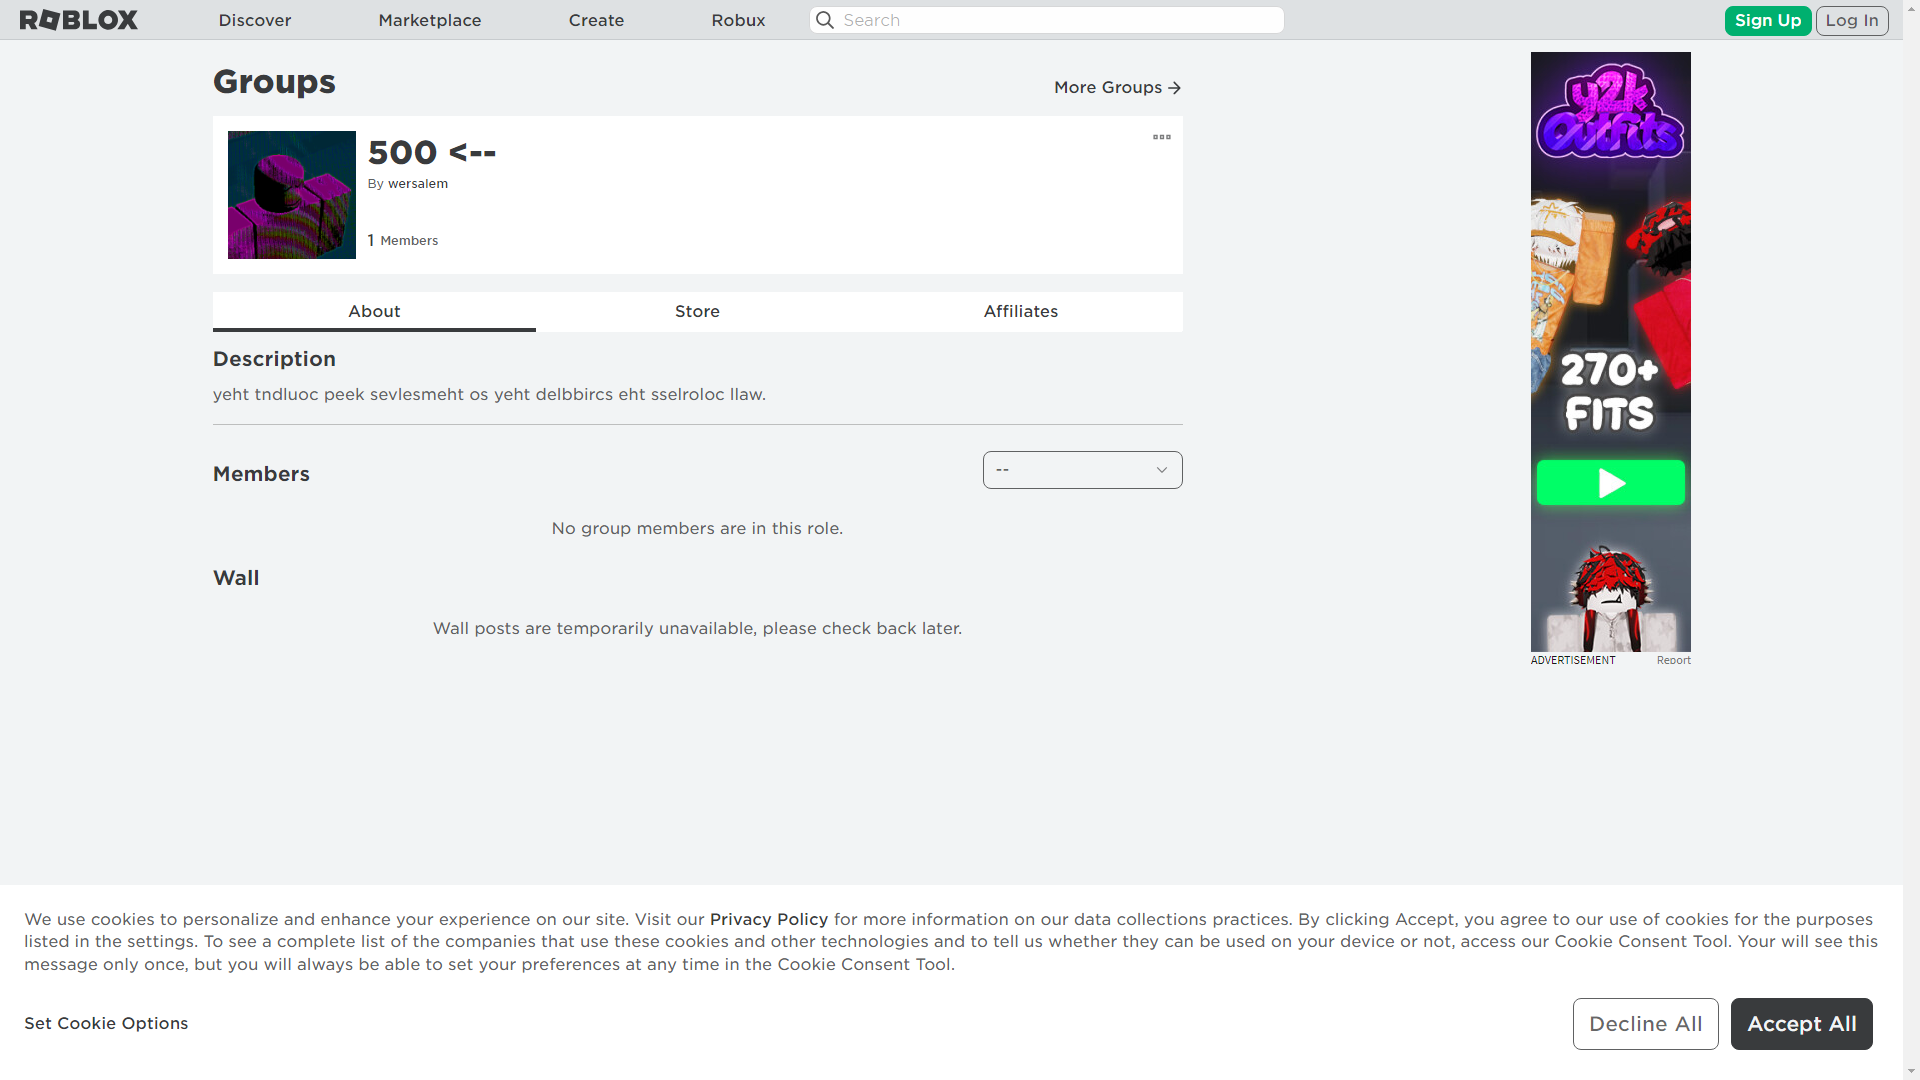 ROBLOX Discover Marketplace Create Robux Search Sign Up Log In
Groups
More Groups →
500 <--
By wersalem
1 Members
About Store Affiliates
Description
yeht tndluoc peek sevlesmeht os yeht delbbircs eht sselroloc llaw.
Members
--
No group members are in this role.
Wall
Wall posts are temporarily unavailable, please check back later.
y2k
Outfits
270+
FITS
ADVERTISEMENT Report
We use cookies to personalize and enhance your experience on our site. Visit our Privacy Policy for more information on our data collections practices. By clicking Accept, you agree to our use of cookies for the purposes
listed in the settings. To see a complete list of the companies that use these cookies and other technologies and to tell us whether they can be used on your device or not, access our Cookie Consent Tool. Your will see this
message only once, but you will always be able to set your preferences at any time in the Cookie Consent Tool.
Set Cookie Options
Decline All
Accept All